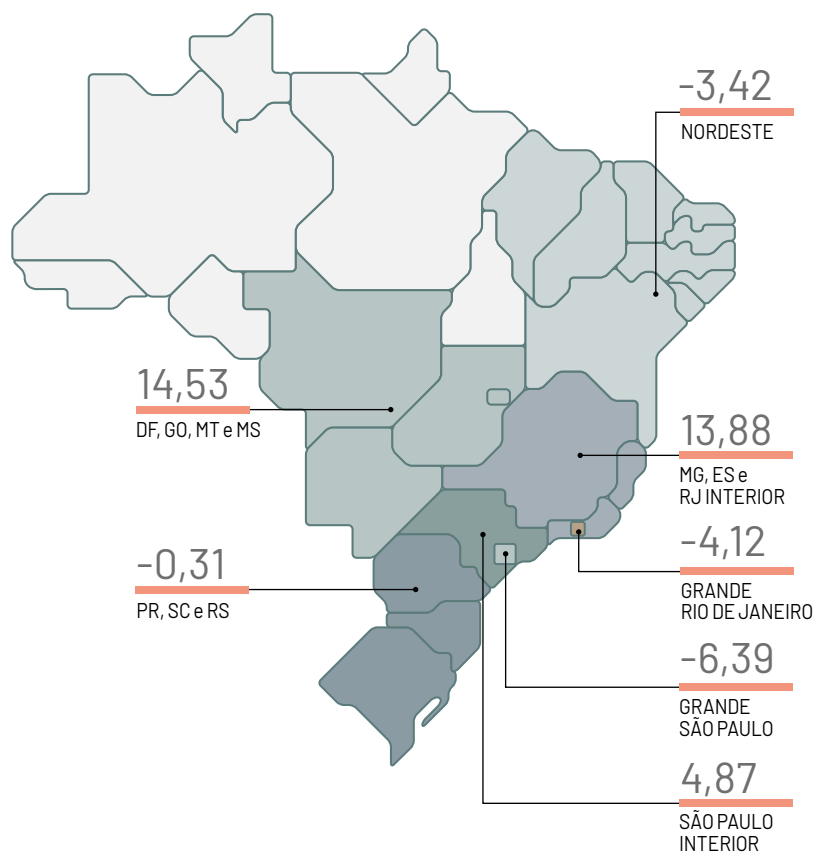 -3,42
NORDESTE
14,53
DF, GO, MT e MS
13,88
MG, ES e
RJ INTERIOR
-0,31
PR, SC e RS
-4,12
GRANDE
RIO DE JANEIRO
-6,39
GRANDE
SÃO PAULO
4,87
SÃO PAULO
INTERIOR